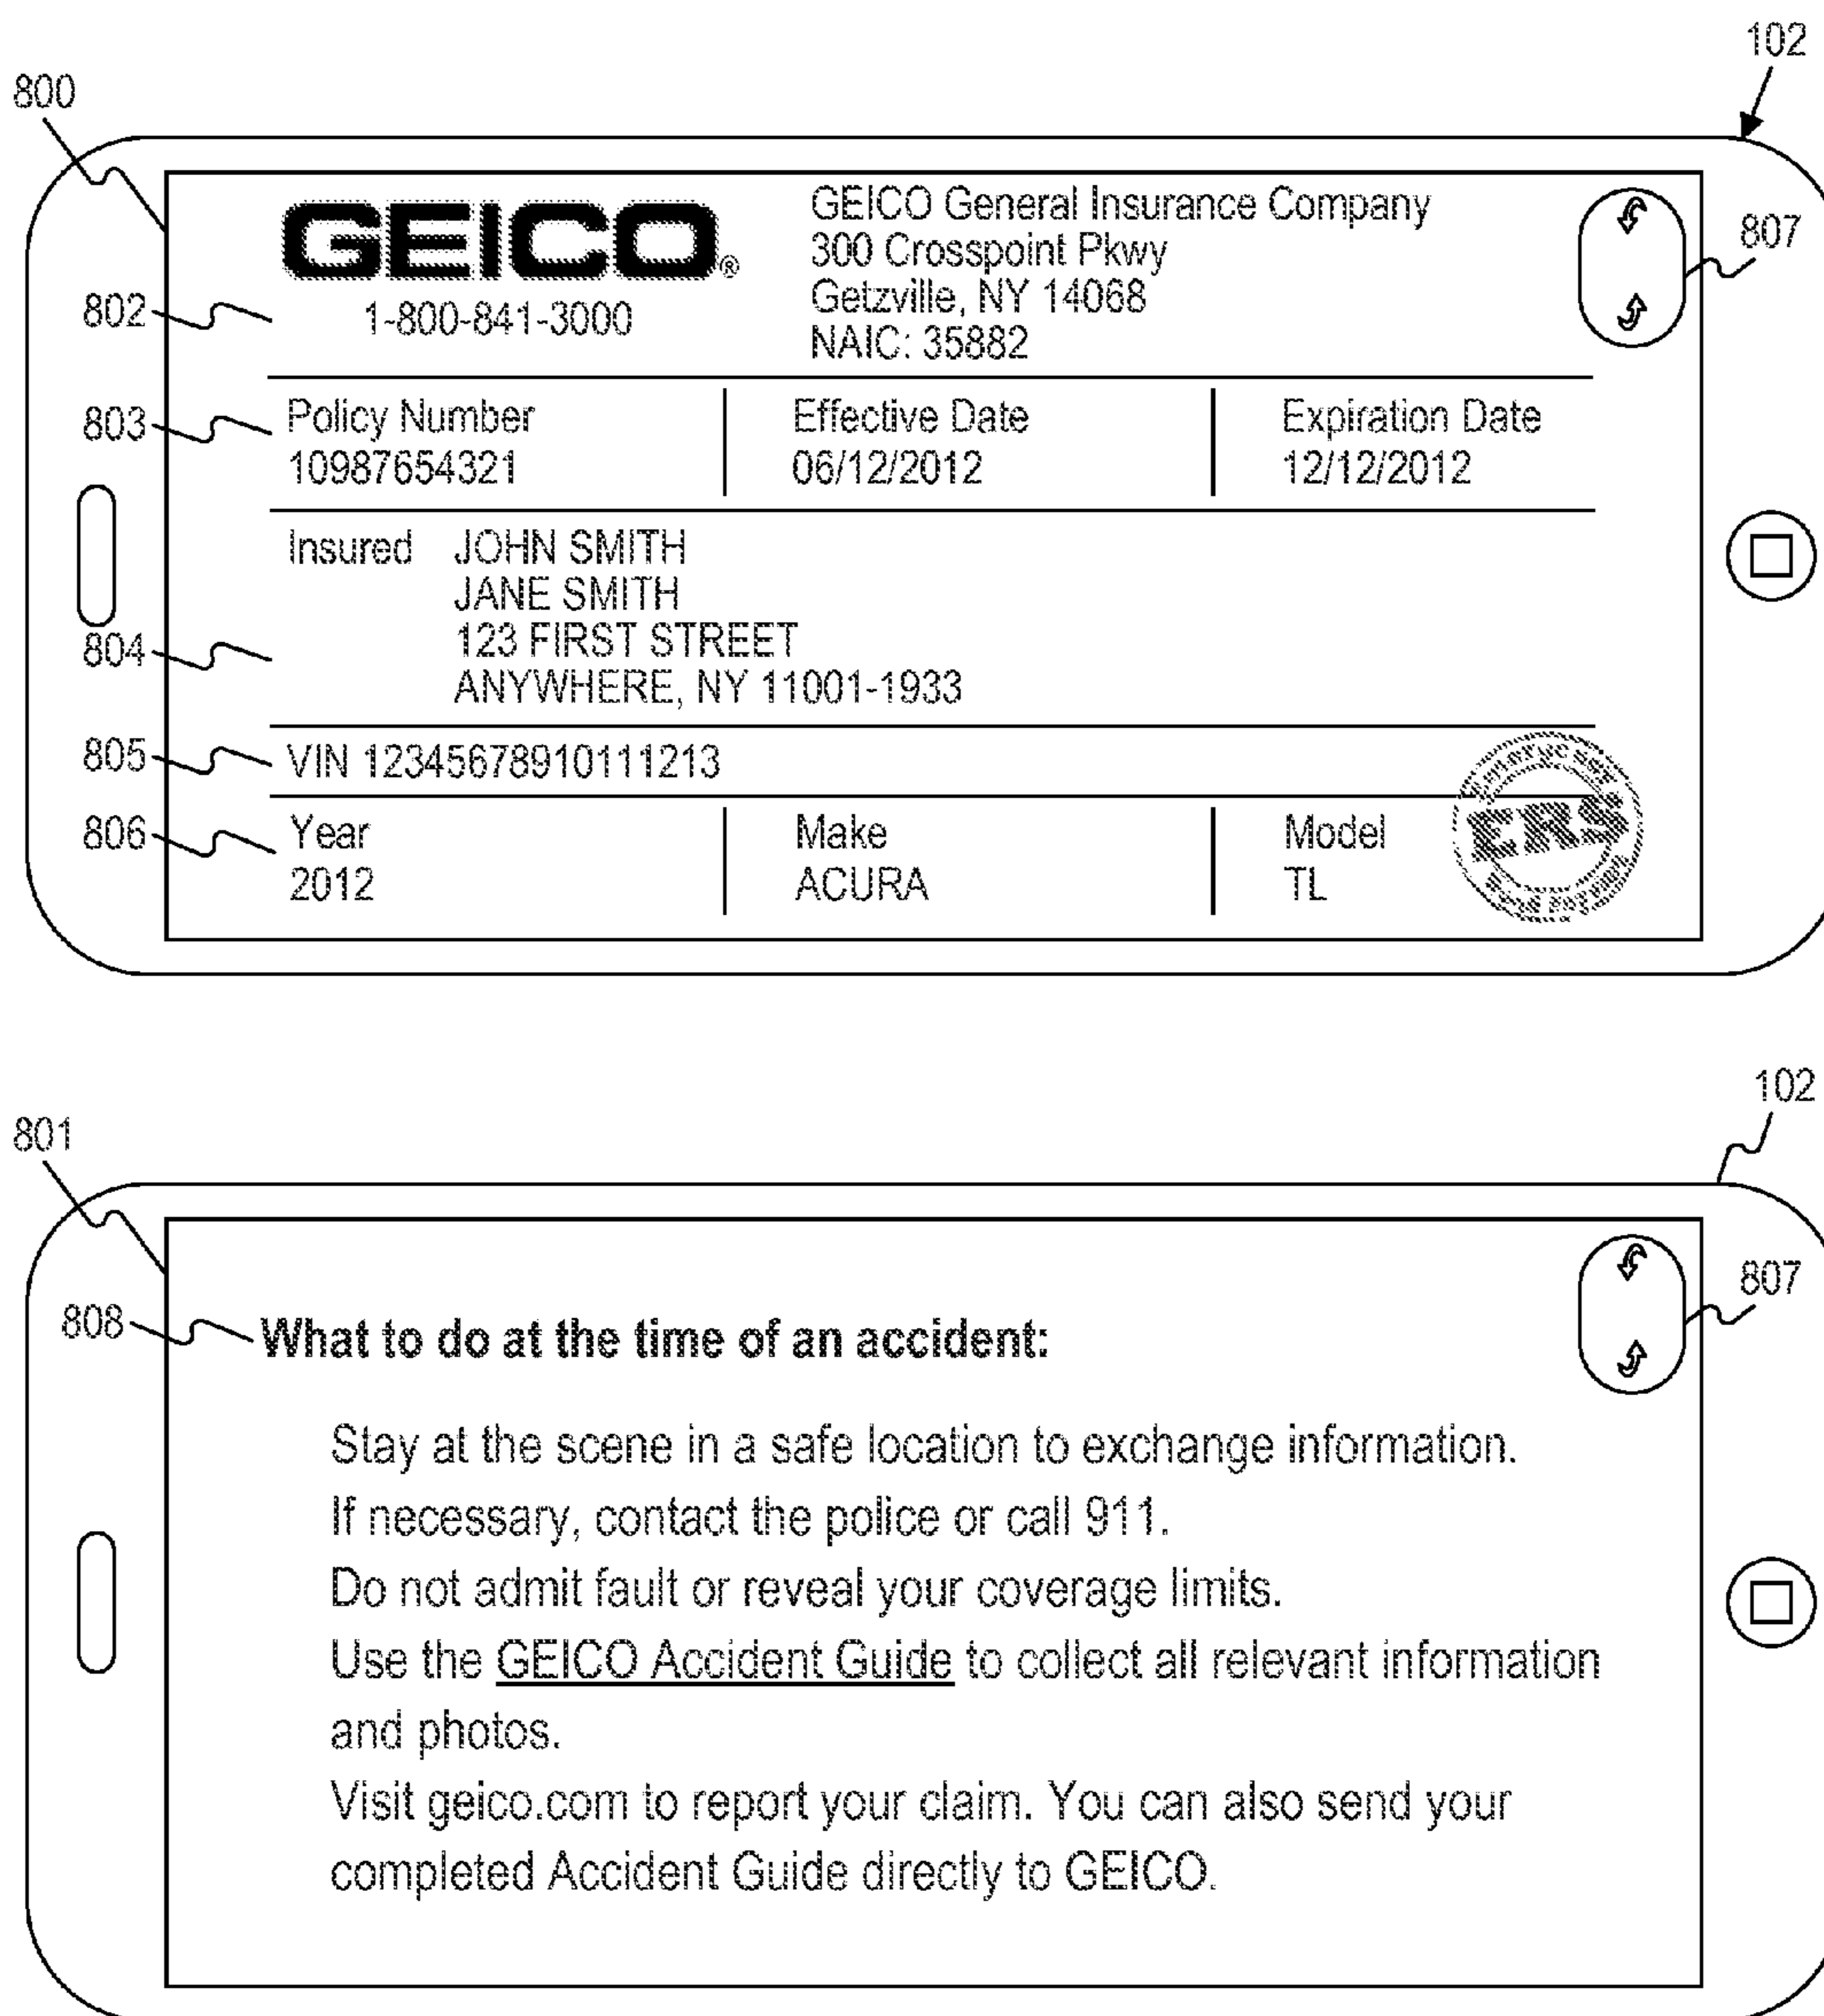 102
800
GEICO®
1-800-841-3000
GEICO General Insurance Company
300 Crosspoint Pkwy
Getzville, NY 14068
NAIC: 35882
807
802
803
Policy Number
10987654321
Effective Date
06/12/2012
Expiration Date
12/12/2012
Insured JOHN SMITH
JANE SMITH
123 FIRST STREET
ANYWHERE, NY 11001-1933
804
805
VIN 12345678910111213
806
Year
2012
Make
ACURA
Model
TL
ERS
102
801
807
808
What to do at the time of an accident:
Stay at the scene in a safe location to exchange information.
If necessary, contact the police or call 911.
Do not admit fault or reveal your coverage limits.
Use the GEICO Accident Guide to collect all relevant information
and photos.
Visit geico.com to report your claim. You can also send your
completed Accident Guide directly to GEICO.